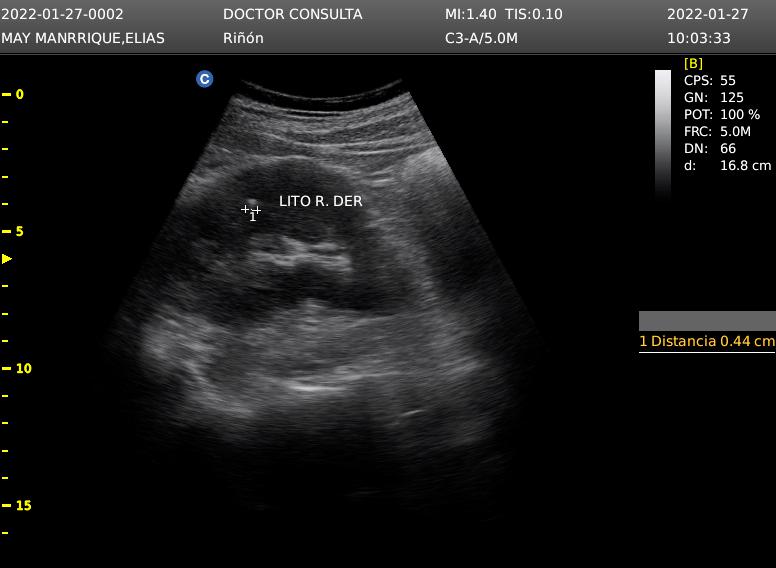 2022-01-27-0002 DOCTOR CONSULTA MI:1.40 TIS:0.10 2022-01-27
MAY MANRRIQUE,ELIAS Riñón C3-A/5.0M 10:03:33
C
[B]
CPS: 55
GN: 125
POT: 100 %
FRC: 5.0M
DN: 66
d: 16.8 cm
0
5
10
15
LITO R. DER
1
1 Distancia 0.44 cm